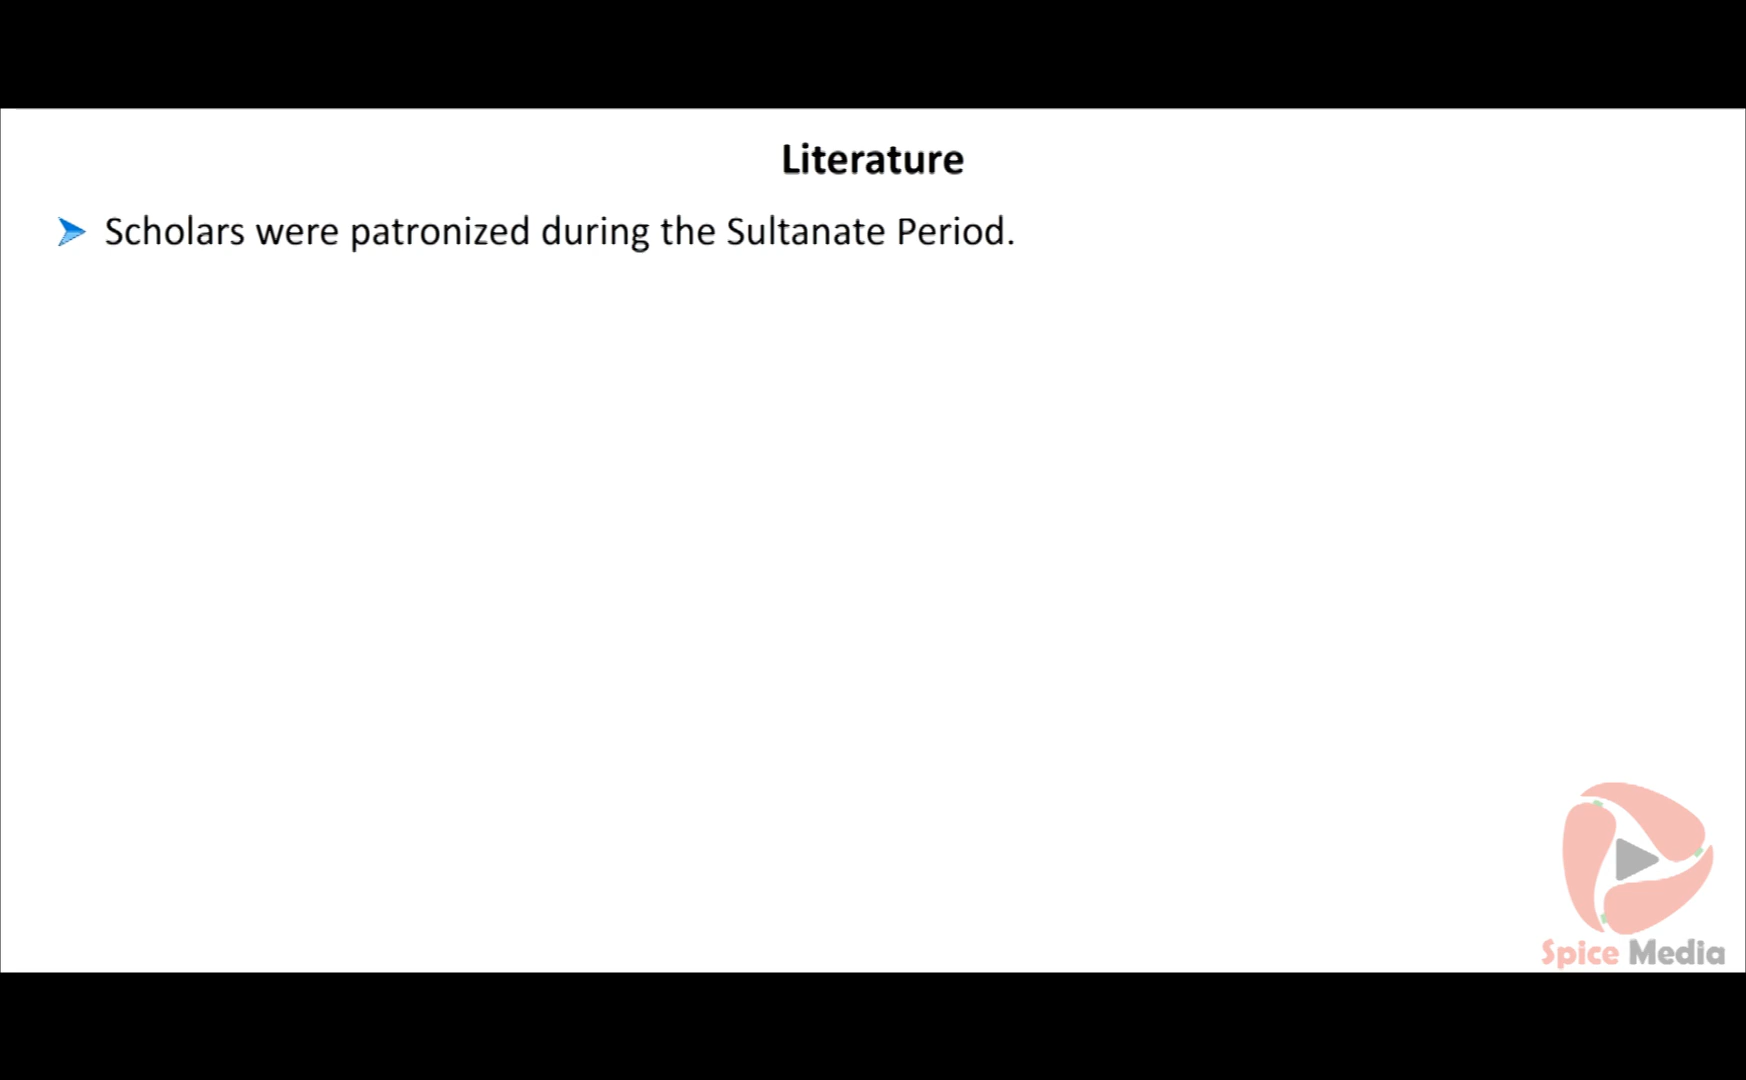 Literature
Scholars were patronized during the Sultanate Period.
Spice Media